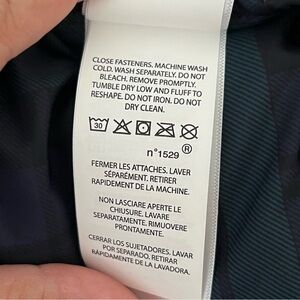 CLOSE FASTENERS. MACHINE WASH
COLD. WASH SEPARATELY. DO NOT
BLEACH. REMOVE PROMPTLY.
TUMBLE DRY LOW AND FLUFF TO
RESHAPE. DO NOT IRON. DO NOT
DRY CLEAN.
30
®
n°1529
FERMER LES ATTACHES. LAVER
SÉPARÉMENT. RETIRER
RAPIDEMENT DE LA MACHINE.
NON LASCIARE APERTE LE
CHIUSURE. LAVARE
SEPARATAMENTE. RIMUOVERE
PRONTAMENTE.
CERRAR LOS SUJETADORES. LAVAR
POR SEPARADO. RETIRAR
RÁPIDAMENTE DE LA LAVADORA.